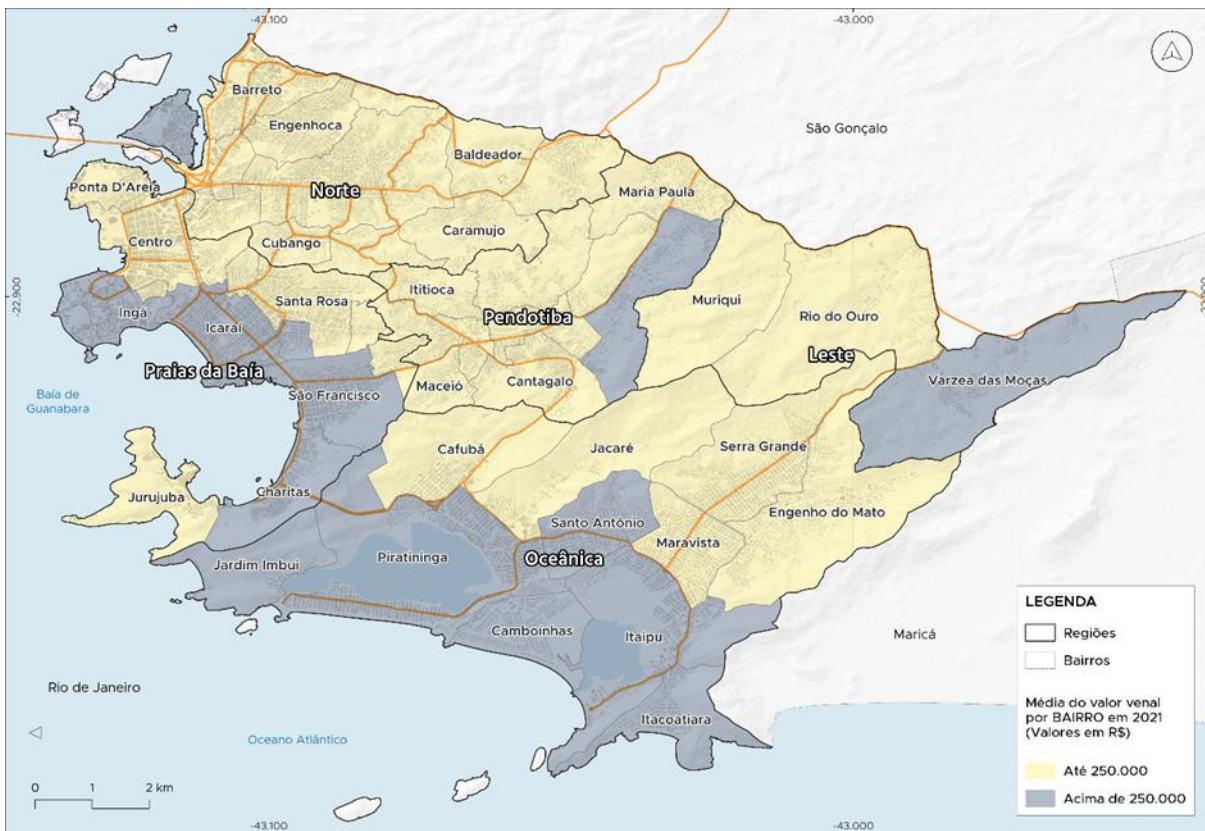 -43.100
-43.000
São Gonçalo
Barreto
Engenhoca
Baldeador
Norte
Maria Paula
Ponta D'Areia
Centro
Cubango
Caramujo
-22.900
Ingá
Icaraí
Santa Rosa
Ititioca
Pendotiba
Muriqui
Rio do Ouro
Leste
Praias da Baía
Baía de
Guanabara
São Francisco
Maceió
Cantagalo
Varzea das Moças
Cafubá
Jacaré
Serra Grande
Jurujuba
Charitas
Santo Antônio
Engenho do Mato
Maravista
Jardim Imbui
Piratininga
Oceânica
Camboínhas
Itaipu
Maricá
Rio de Janeiro
Itacoatiara
Oceano Atlântico
LEGENDA
Regiões
Bairros
Média do valor venal
por BAIRRO em 2021
(Valores em R$)
Até 250.000
Acima de 250.000
0 1 2 km
-43.100
-43.000